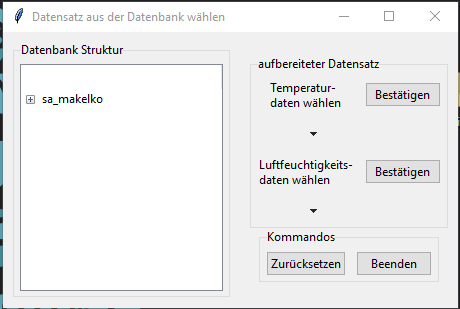 Datensatz aus der Datenbank wählen
Datenbank Struktur
sa_makelko
aufbereiteter Datensatz
Temperatur-
daten wählen
Bestätigen
Luftfeuchtigkeits-
daten wählen
Bestätigen
Kommandos
Zurücksetzen
Beenden